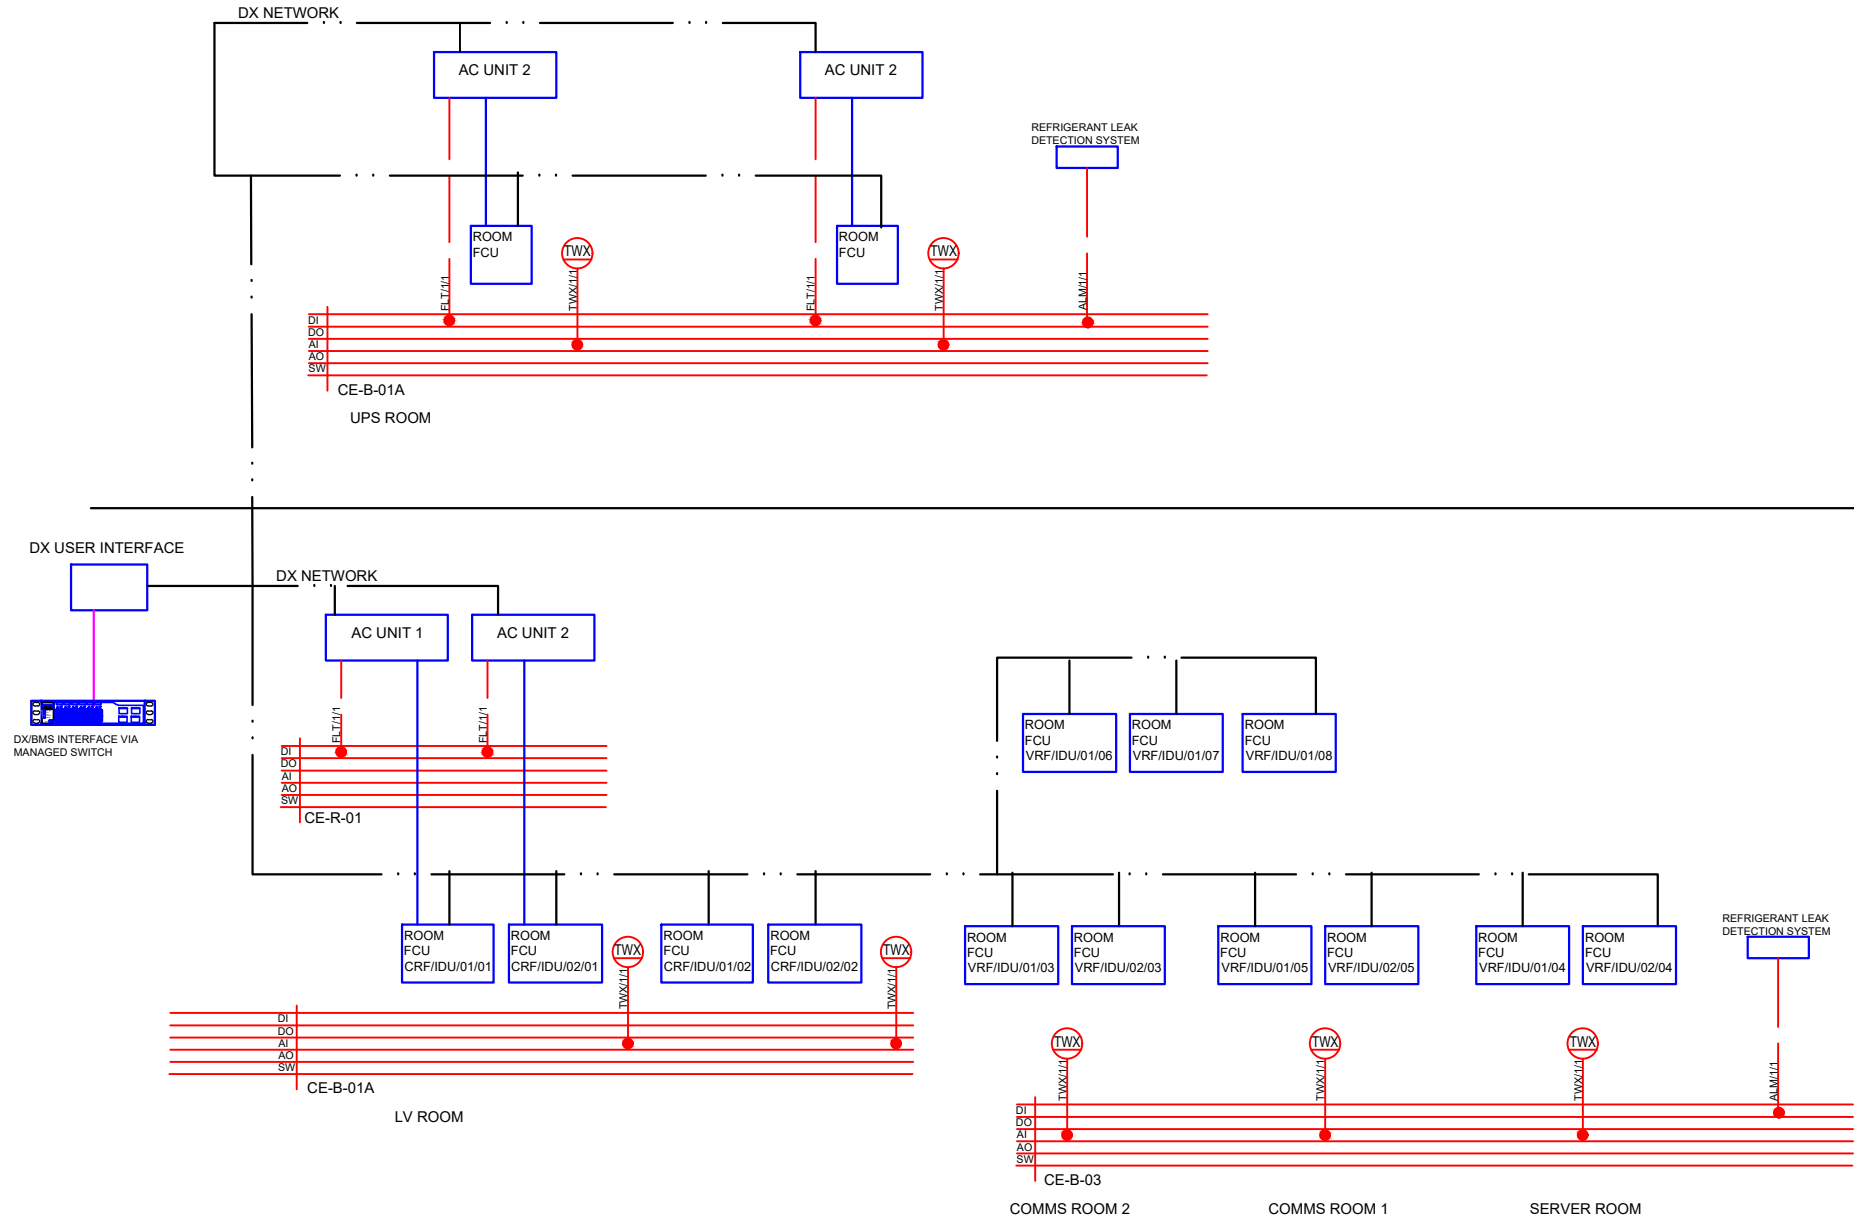 DX NETWORK
AC UNIT 2
AC UNIT 2
REFRIGERANT LEAK
DETECTION SYSTEM
ROOM
FCU
TWX
ROOM
FCU
TWX
FLT/1/1
TWX/1/1
FLT/1/1
TWX/1/1
ALM/1/1
DI
DO
AI
AO
SW
CE-B-01A
UPS ROOM
DX USER INTERFACE
DX NETWORK
AC UNIT 1
AC UNIT 2
DX/BMS INTERFACE VIA
MANAGED SWITCH
FLT/1/1
FLT/1/1
DI
DO
AI
AO
SW
CE-R-01
ROOM
FCU
VRF/IDU/01/06
ROOM
FCU
VRF/IDU/01/07
ROOM
FCU
VRF/IDU/01/08
ROOM
FCU
CRF/IDU/01/01
ROOM
FCU
CRF/IDU/02/01
TWX
ROOM
FCU
CRF/IDU/01/02
ROOM
FCU
CRF/IDU/02/02
TWX
ROOM
FCU
VRF/IDU/01/03
ROOM
FCU
VRF/IDU/02/03
ROOM
FCU
VRF/IDU/01/05
ROOM
FCU
VRF/IDU/02/05
ROOM
FCU
VRF/IDU/01/04
ROOM
FCU
VRF/IDU/02/04
REFRIGERANT LEAK
DETECTION SYSTEM
TWX/1/1
TWX/1/1
DI
DO
AI
AO
SW
CE-B-01A
LV ROOM
TWX
TWX
TWX
TWX/1/1
TWX/1/1
TWX/1/1
ALM/1/1
DI
DO
AI
AO
SW
CE-B-03
COMMS ROOM 2
COMMS ROOM 1
SERVER ROOM